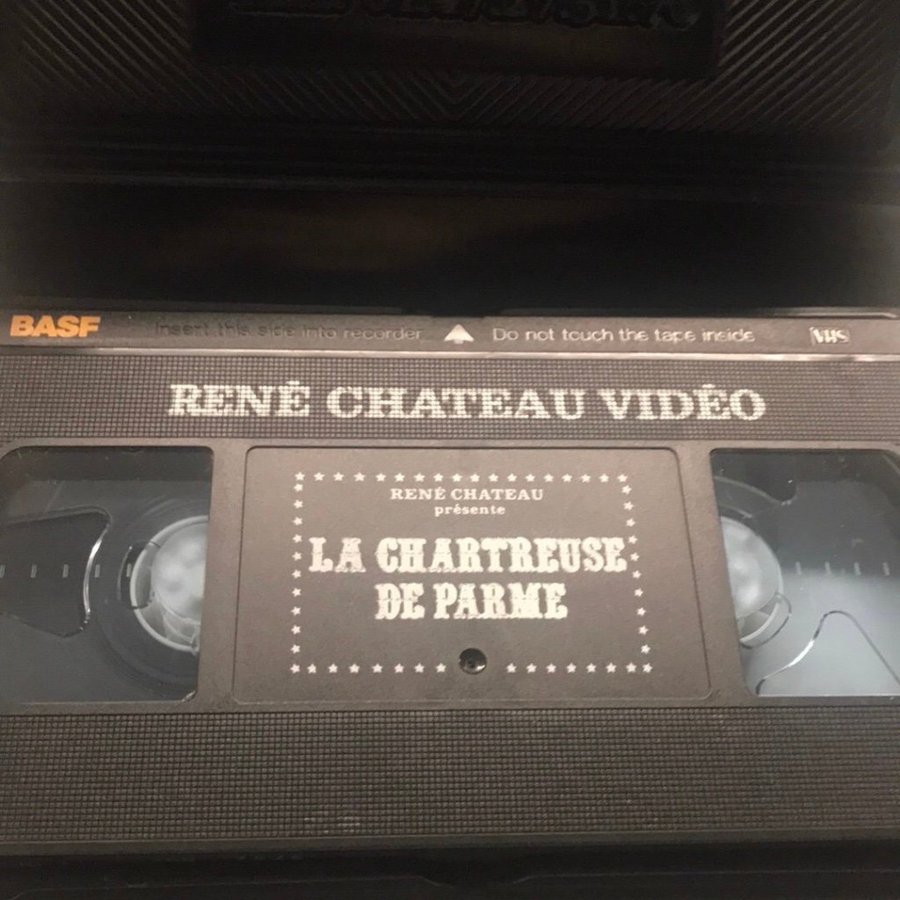 BASF Insert this side into recorder Do not touch the tape inside VHS
RENÉ CHATEAU VIDÉO
RENÉ CHATEAU
présente
LA CHARTREUSE
DE PARME